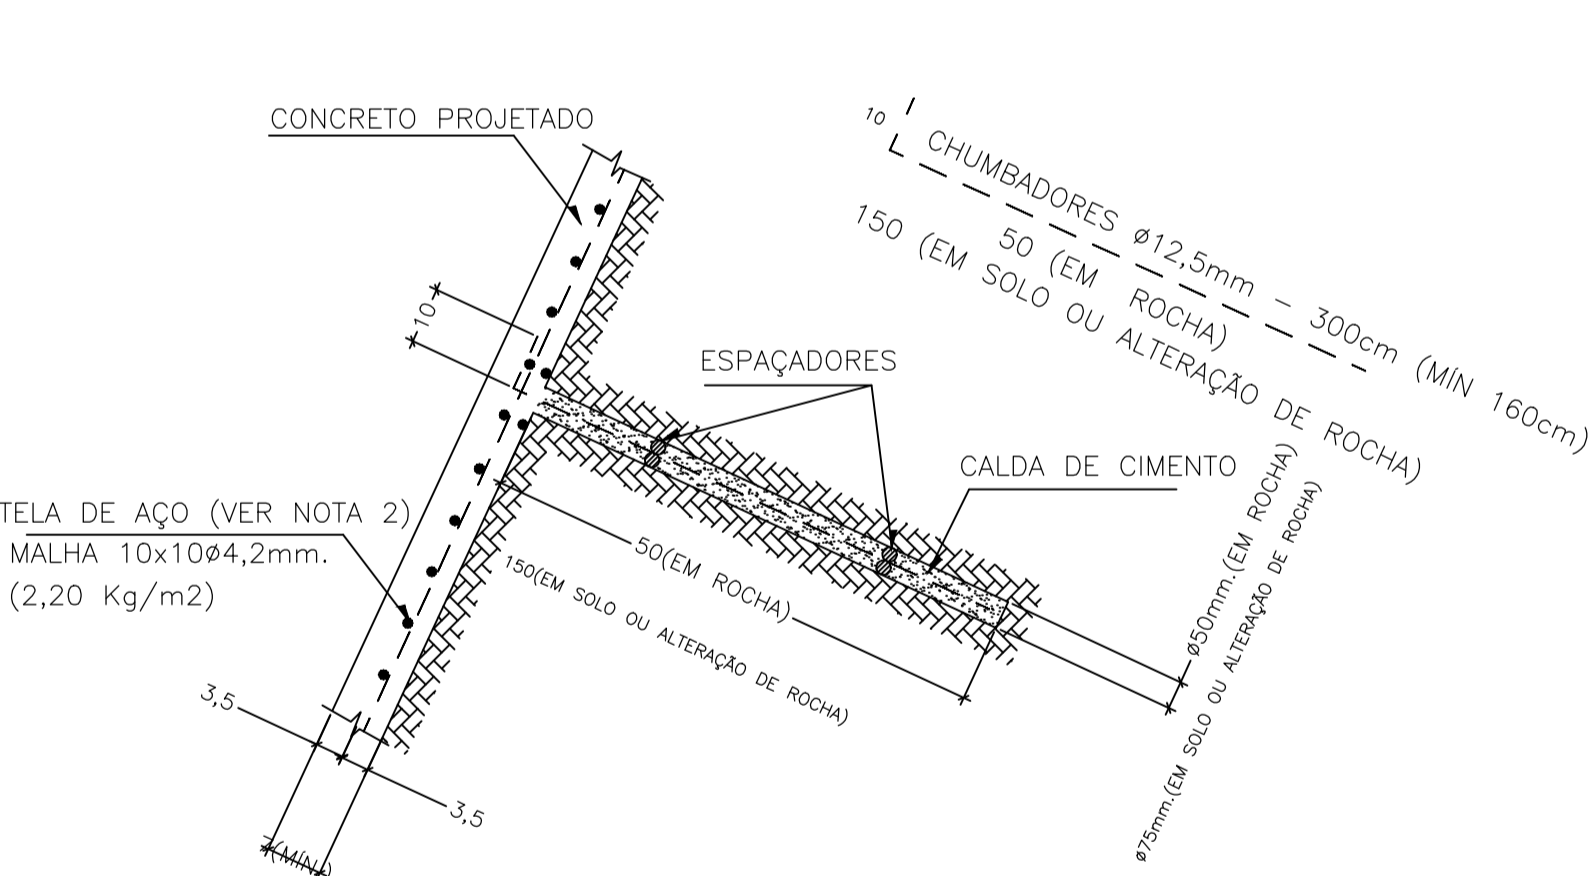 CONCRETO PROJETADO
10
CHUMBADORES ø12,5mm – 300cm (MÍN 160cm)
50 (EM ROCHA)
150 (EM SOLO OU ALTERAÇÃO DE ROCHA)
10
ESPAÇADORES
CALDA DE CIMENTO
TELA DE AÇO (VER NOTA 2)
MALHA 10x10ø4,2mm.
(2,20 Kg/m2)
50(EM ROCHA)
150(EM SOLO OU ALTERAÇÃO DE ROCHA)
ø50mm.(EM ROCHA)
ø75mm.(EM SOLO OU ALTERAÇÃO DE ROCHA)
3,5
3,5
7(MÍN.)